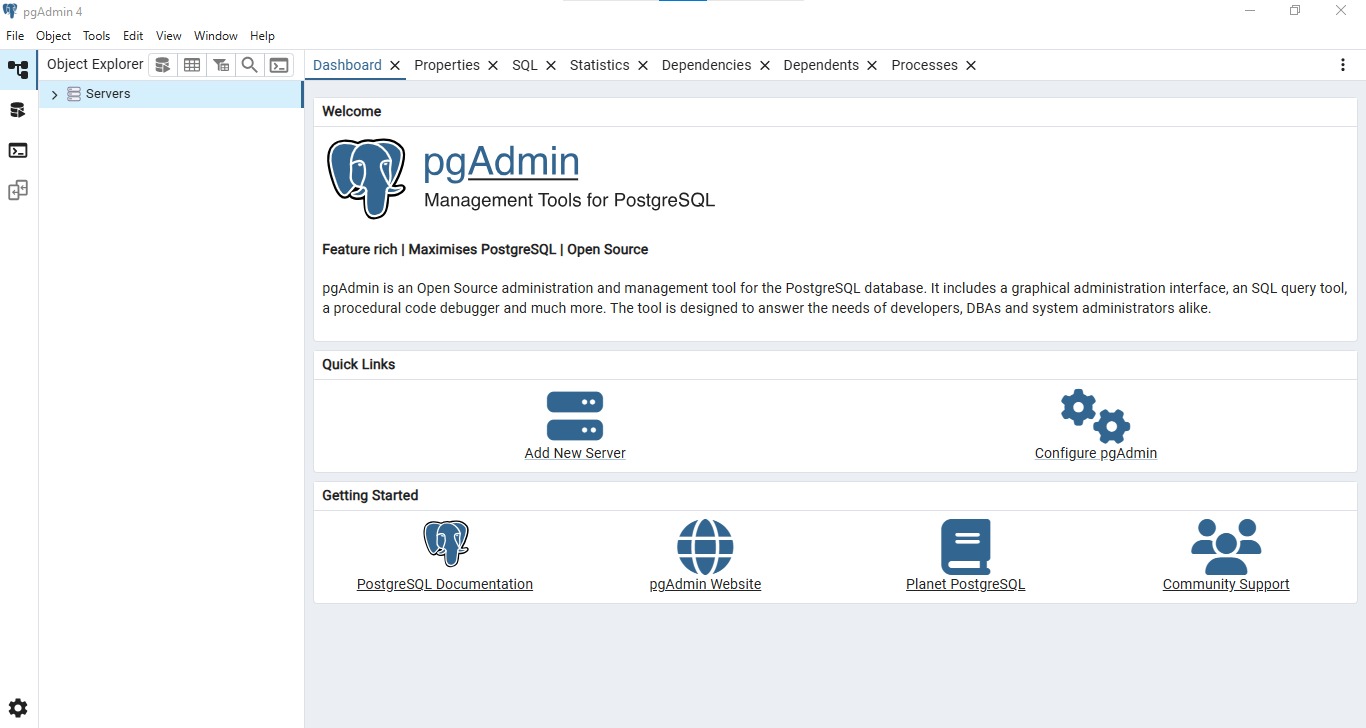 pgAdmin 4
File Object Tools Edit View Window Help
Object Explorer
Dashboard Properties SQL Statistics Dependencies Dependents Processes
Servers
Welcome
pgAdmin
Management Tools for PostgreSQL
Feature rich | Maximises PostgreSQL | Open Source
pgAdmin is an Open Source administration and management tool for the PostgreSQL database. It includes a graphical administration interface, an SQL query tool,
a procedural code debugger and much more. The tool is designed to answer the needs of developers, DBAs and system administrators alike.
Quick Links
Add New Server Configure pgAdmin
Getting Started
PostgreSQL Documentation pgAdmin Website Planet PostgreSQL Community Support